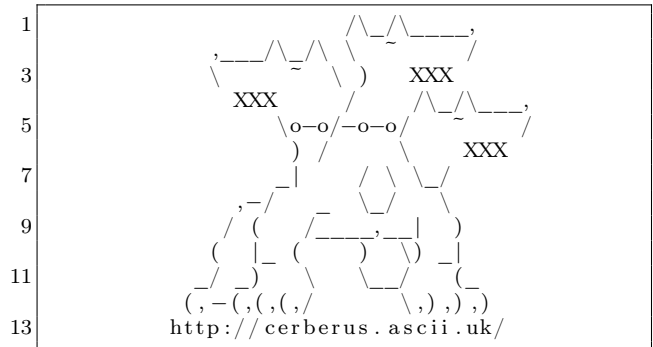 1
3 XXX
XXX
5 o-o/-o-o/
XXX
7
9
11
13 http://cerberus.ascii.uk/